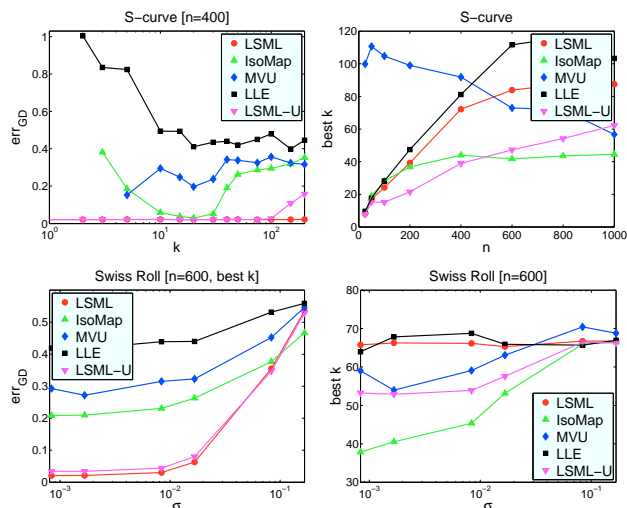 S-curve [n=400]
err_GD
1
0.8
0.6
0.4
0.2
0
10^0
10^1
10^2
k
LSML
IsoMap
MVU
LLE
LSML-U
S-curve
best k
120
100
80
60
40
20
0
0
200
400
600
800
1000
n
LSML
IsoMap
MVU
LLE
LSML-U
Swiss Roll [n=600, best k]
err_GD
0.5
0.4
0.3
0.2
0.1
0
10^-3
10^-2
10^-1
σ
LSML
IsoMap
MVU
LLE
LSML-U
Swiss Roll [n=600]
best k
80
70
60
50
40
30
10^-3
10^-2
10^-1
σ
LSML
IsoMap
MVU
LLE
LSML-U